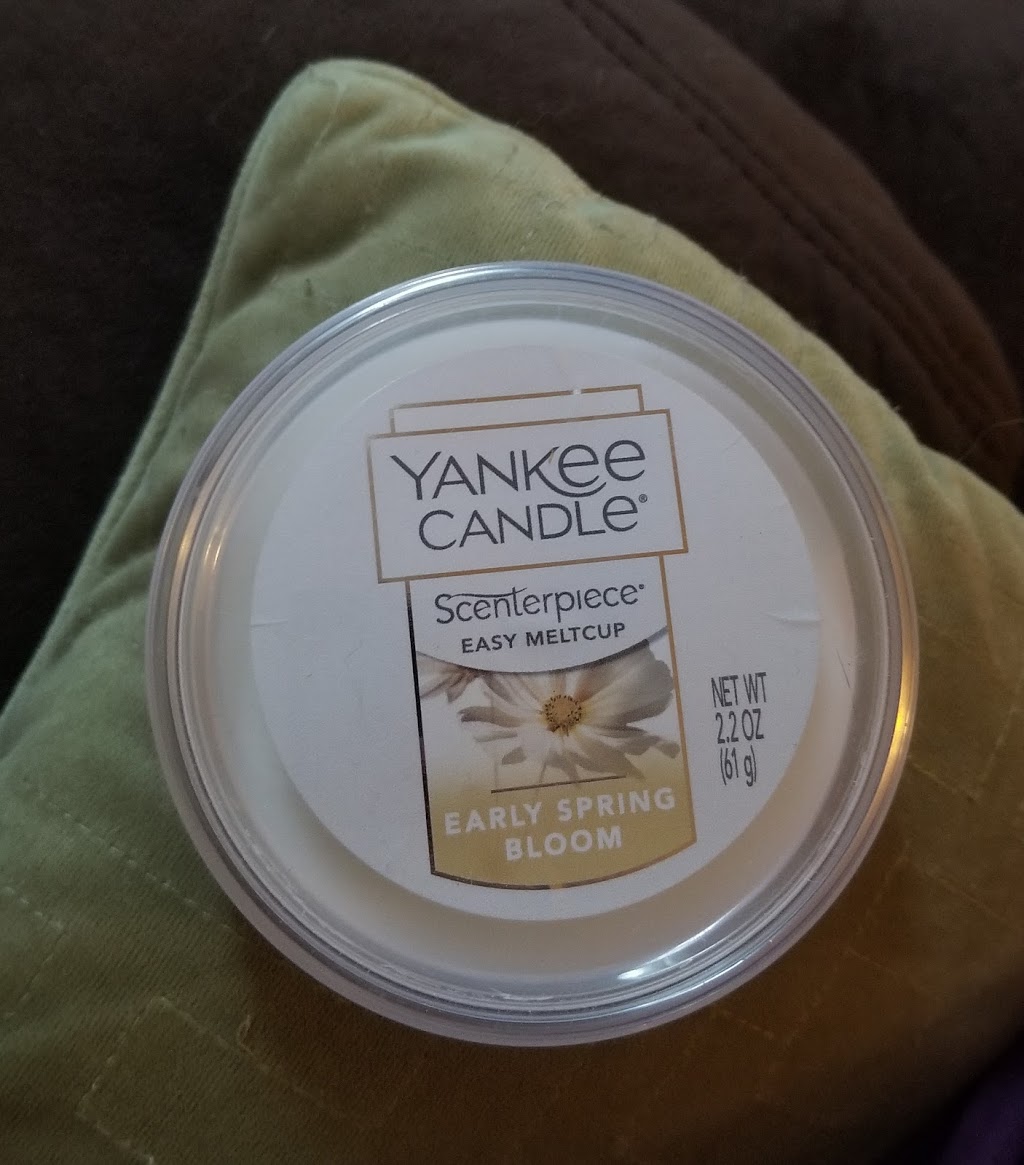 YANKEE
CANDLE®
Scenterpiece®
EASY MELTCUP
NET WT
2.2 OZ
(61 g)
EARLY SPRING
BLOOM